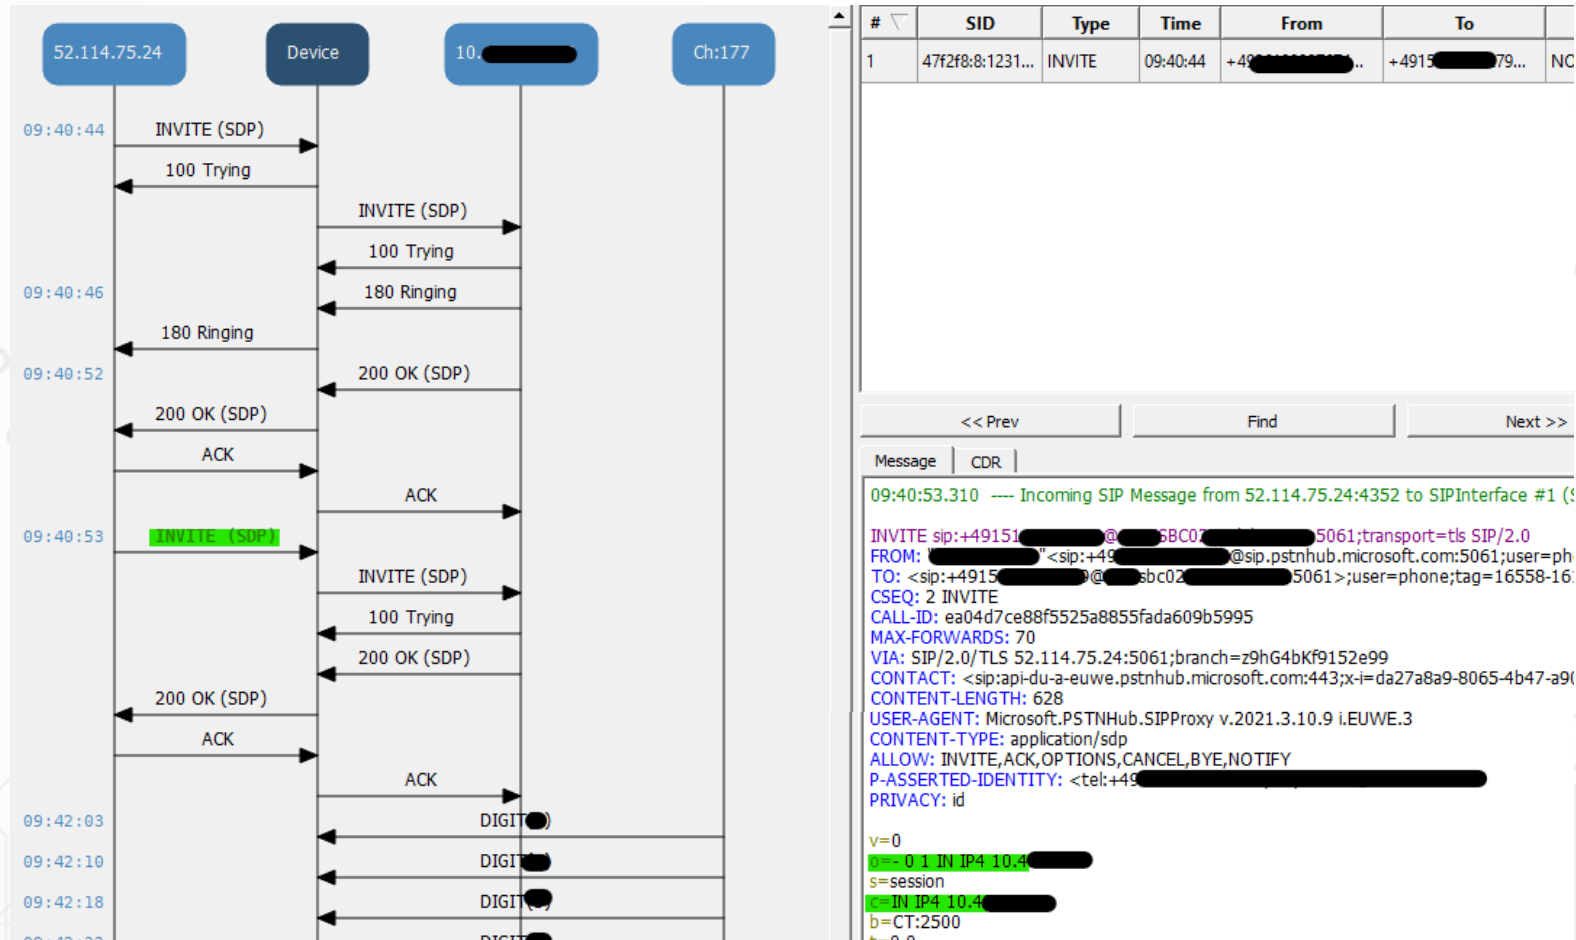 52.114.75.24
Device
10.
Ch:177
09:40:44
INVITE (SDP)
100 Trying
INVITE (SDP)
100 Trying
09:40:46
180 Ringing
180 Ringing
09:40:52
200 OK (SDP)
200 OK (SDP)
ACK
ACK
09:40:53
INVITE (SDP)
INVITE (SDP)
100 Trying
200 OK (SDP)
200 OK (SDP)
ACK
ACK
09:42:03
DIGIT
09:42:10
DIGIT
09:42:18
DIGIT
# SID Type Time From To
1 47f2f8:8:1231... INVITE 09:40:44 +49 .. +4915 79... NO
<< Prev
Find
Next >>
Message
CDR
09:40:53.310 ---- Incoming SIP Message from 52.114.75.24:4352 to SIPInterface #1 (S
INVITE sip:+49151 @ SBC02 5061;transport=tls SIP/2.0
FROM: " "<sip:+49 @sip.pstnhub.microsoft.com:5061;user=ph
TO: <sip:+4915 @ sbc02 5061>;user=phone;tag=16558-16
CSEQ: 2 INVITE
CALL-ID: ea04d7ce88f5525a8855fada609b5995
MAX-FORWARDS: 70
VIA: SIP/2.0/TLS 52.114.75.24:5061;branch=z9hG4bKf9152e99
CONTACT: <sip:api-du-a-euwe.pstnhub.microsoft.com:443;x-i=da27a8a9-8065-4b47-a90
CONTENT-LENGTH: 628
USER-AGENT: Microsoft.PSTNHub.SIPProxy v.2021.3.10.9 i.EUWE.3
CONTENT-TYPE: application/sdp
ALLOW: INVITE,ACK,OPTIONS,CANCEL,BYE,NOTIFY
P-ASSERTED-IDENTITY: <tel:+49
PRIVACY: id
v=0
o=- 0 1 IN IP4 10.4
s=session
c=IN IP4 10.4
b=CT:2500